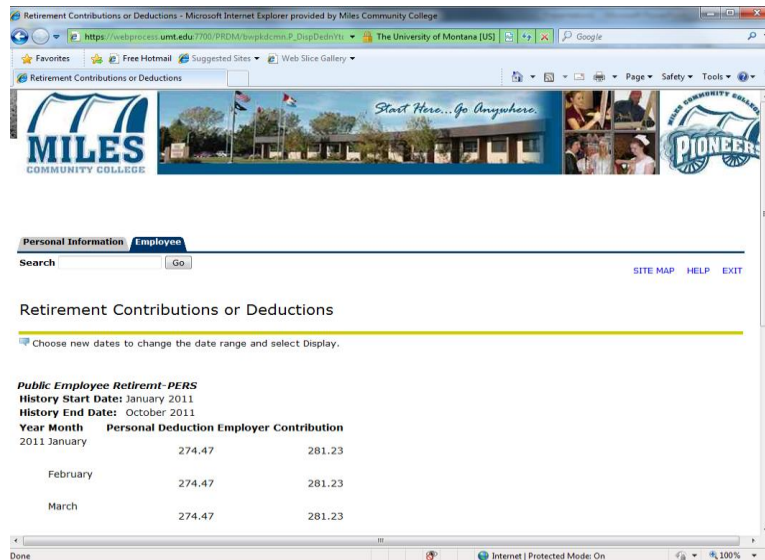 Retirement Contributions or Deductions - Microsoft Internet Explorer provided by Miles Community College
https://webprocess.umt.edu:7700/PRDM/bwpkdcmn.P_DispDednYt The University of Montana [US] Google
Favorites Free Hotmail Suggested Sites Web Slice Gallery
Retirement Contributions or Deductions Page Safety Tools
Start Here...Go Anywhere.
MILES
COMMUNITY COLLEGE
COMMUNITY COLLEGE
PIONEERS
Personal Information Employee
Search Go
SITE MAP HELP EXIT
Retirement Contributions or Deductions
Choose new dates to change the date range and select Display.
Public Employee Retiremt-PERS
History Start Date: January 2011
History End Date: October 2011
Year Month Personal Deduction Employer Contribution
2011 January
274.47 281.23
February
274.47 281.23
March
274.47 281.23
Done Internet | Protected Mode: On 100%